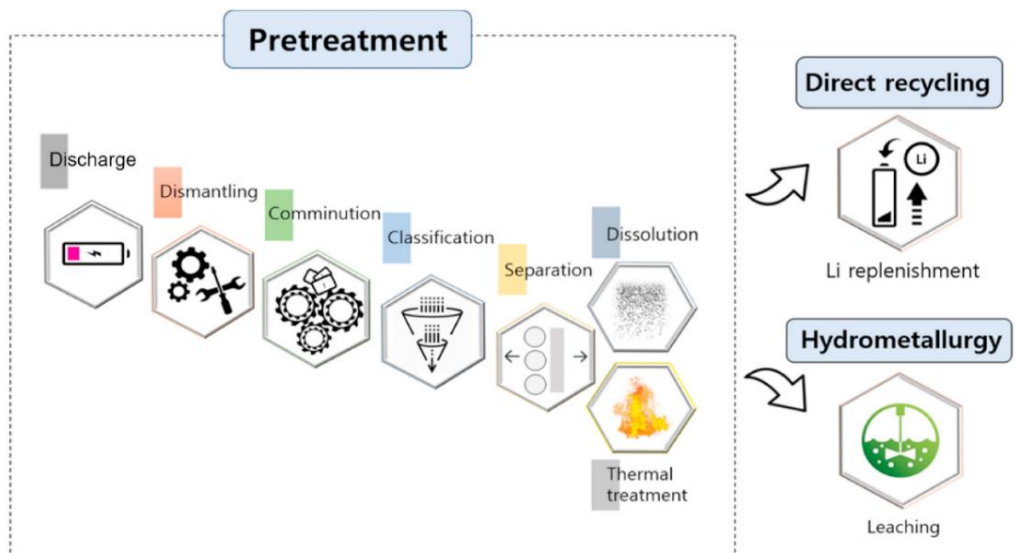 Pretreatment
Discharge
Dismantling
Comminution
Classification
Separation
Dissolution
Thermal
treatment
Direct recycling
Li
Li replenishment
Hydrometallurgy
Leaching